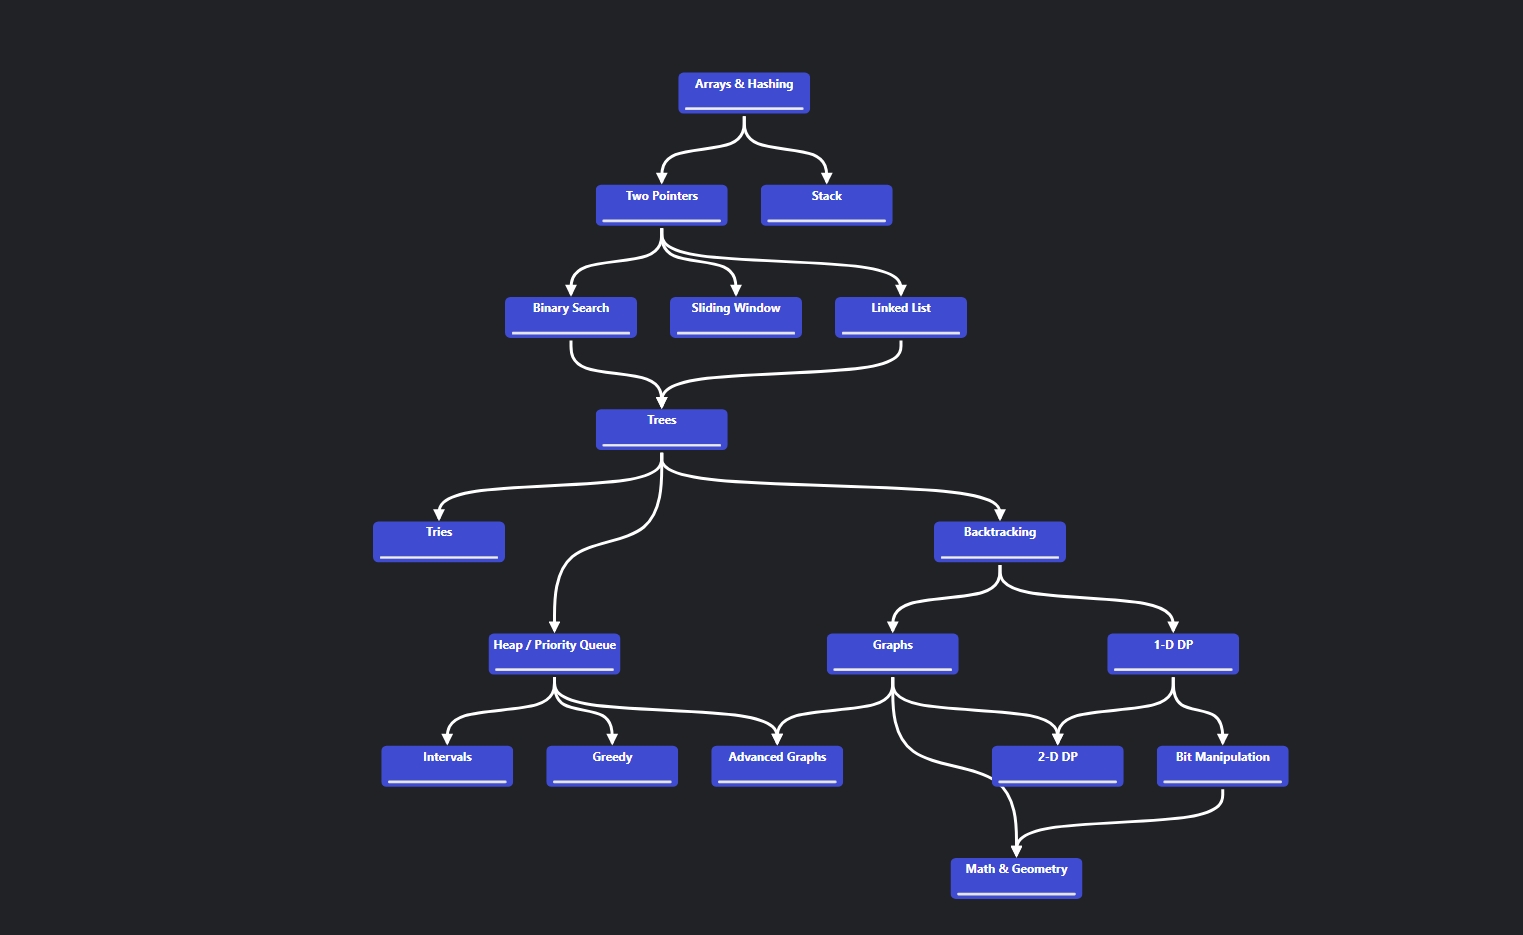 Arrays & Hashing
Two Pointers
Stack
Binary Search
Sliding Window
Linked List
Trees
Tries
Backtracking
Heap / Priority Queue
Graphs
1-D DP
Intervals
Greedy
Advanced Graphs
2-D DP
Bit Manipulation
Math & Geometry